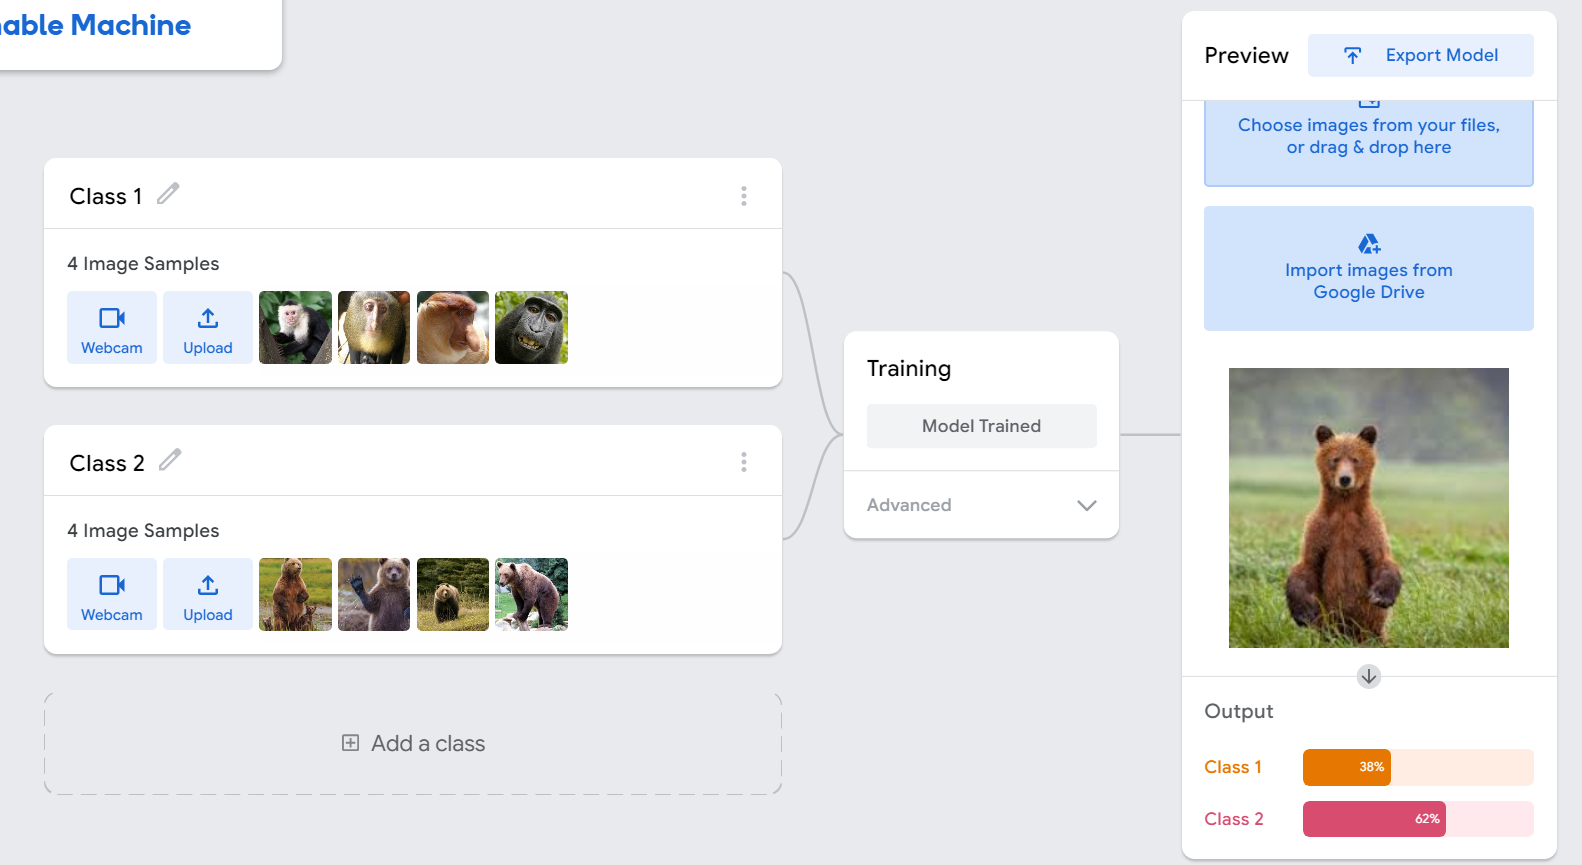 able Machine
Class 1
4 Image Samples
Webcam
Upload
Class 2
4 Image Samples
Webcam
Upload
Add a class
Training
Model Trained
Advanced
Preview
Export Model
Choose images from your files,
or drag & drop here
Import images from
Google Drive
Output
Class 1
38%
Class 2
62%